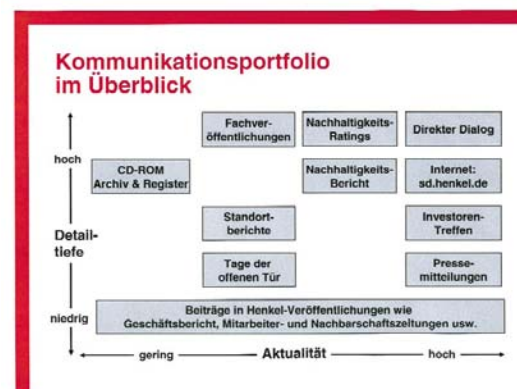 Kommunikationsportfolio
im Überblick
Fachver-
öffentlichungen
Nachhaltigkeits-
Ratings
Direkter Dialog
hoch
CD-ROM
Archiv & Register
Nachhaltigkeits-
Bericht
Internet:
sd.henkel.de
Detail-
tiefe
Standort-
berichte
Investoren-
Treffen
Tage der
offenen Tür
Presse-
mitteilungen
niedrig
Beiträge in Henkel-Veröffentlichungen wie
Geschäftsbericht, Mitarbeiter- und Nachbarschaftszeitungen usw.
gering
Aktualität
hoch